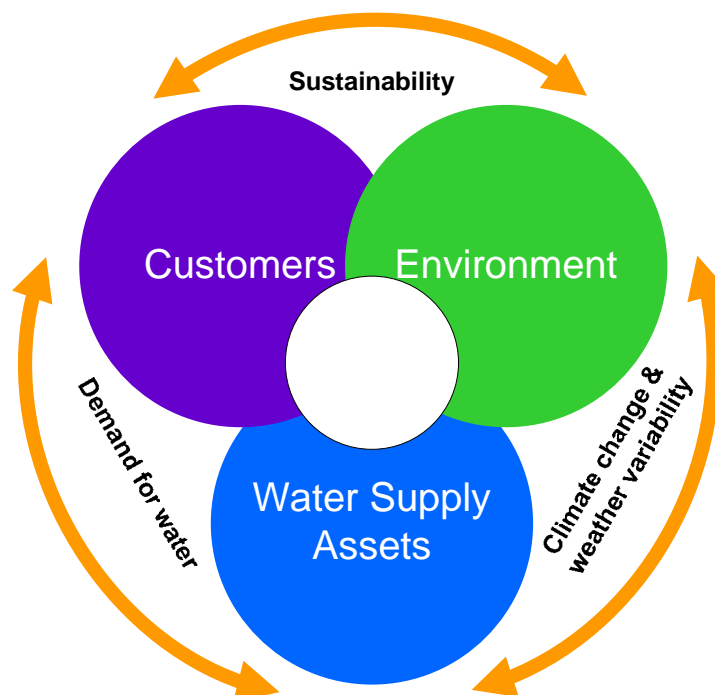 Sustainability
Customers
Environment
Demand for water
Climate change &
weather variability
Water Supply
Assets